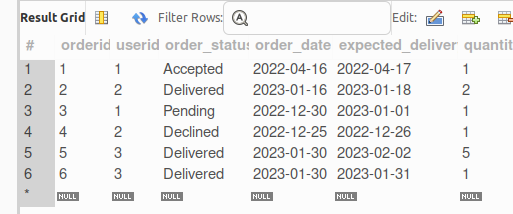 Result Grid Filter Rows: Edit:
# orderid userid order_status order_date expected_deliver quantit
1 1 1 Accepted 2022-04-16 2022-04-17 1
2 2 2 Delivered 2023-01-16 2023-01-18 2
3 3 1 Pending 2022-12-30 2023-01-01 1
4 4 2 Declined 2022-12-25 2022-12-26 1
5 5 3 Delivered 2023-01-30 2023-02-02 5
6 6 3 Delivered 2023-01-30 2023-01-31 1
* NULL NULL NULL NULL NULL NULL